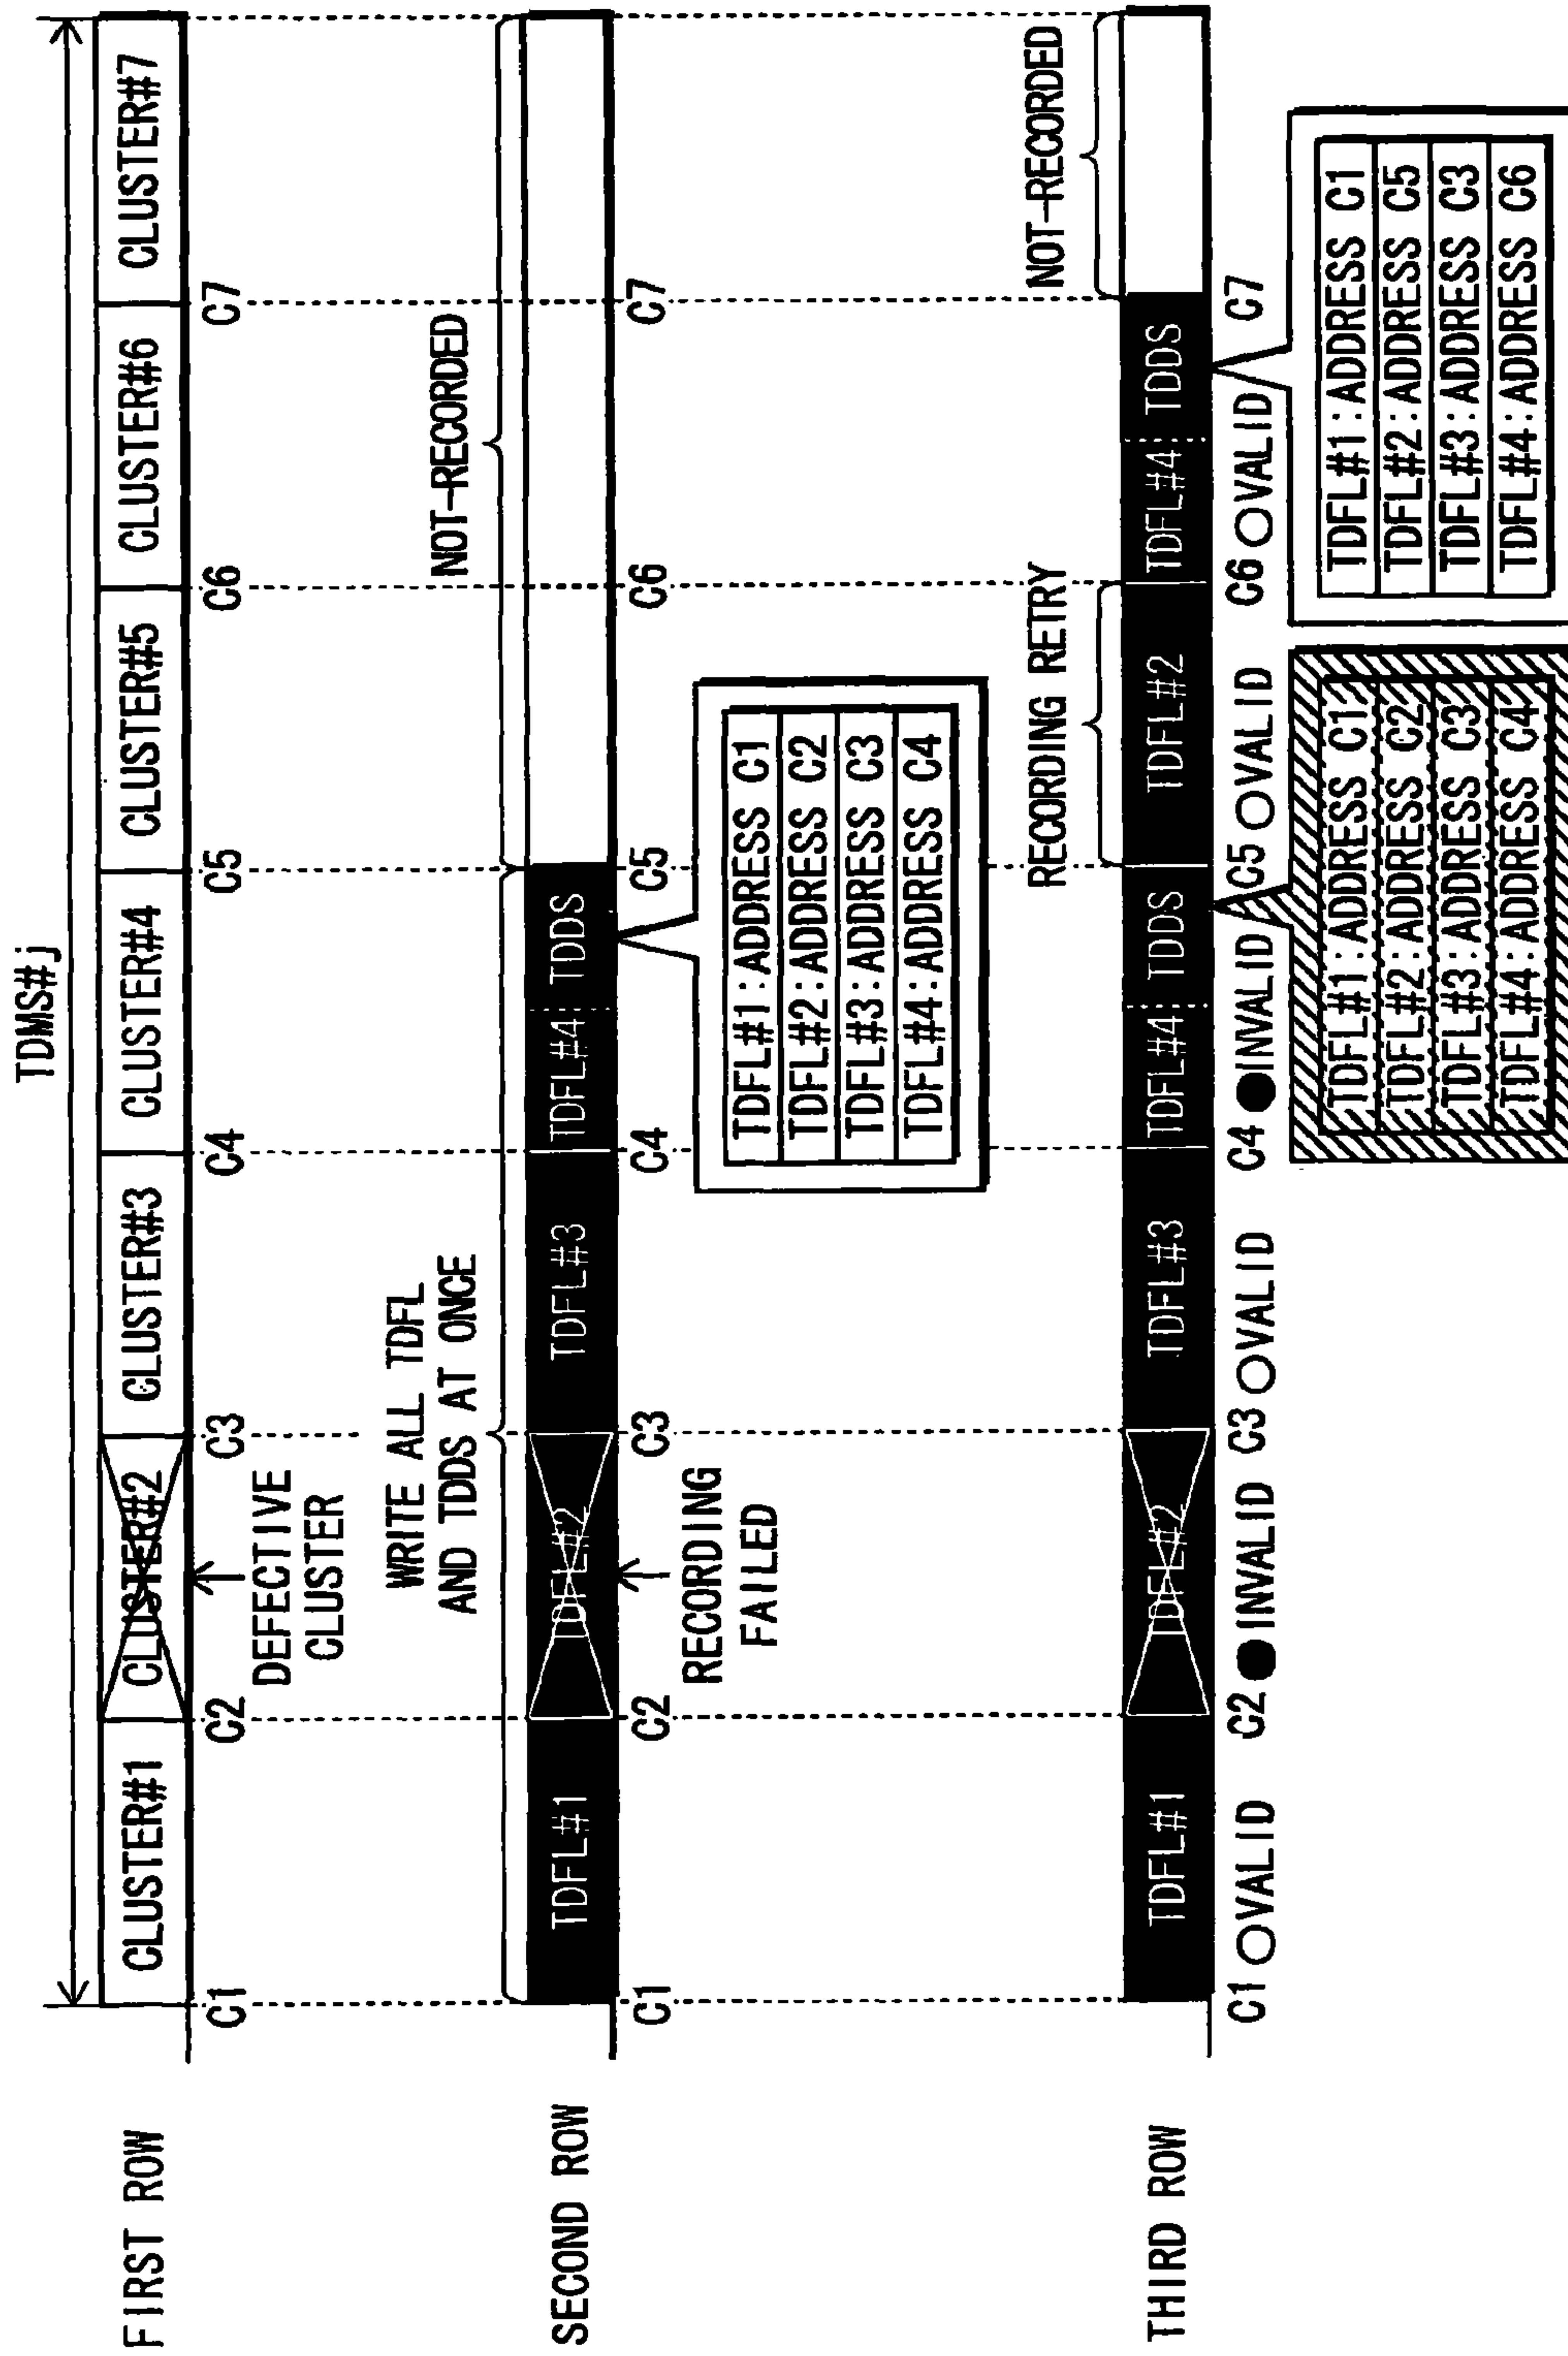 TDMS#j
FIRST ROW
CLUSTER#1
CLUSTER#2
CLUSTER#3
CLUSTER#4
CLUSTER#5
CLUSTER#6
CLUSTER#7
C1
C2
C3
C4
C5
C6
C7
DEFECTIVE
CLUSTER
WRITE ALL TDFL
AND TDDS AT ONCE
NOT-RECORDED
SECOND ROW
TDFL#1
TDFL#2
TDFL#3
TDFL#4
TDDS
C1
C2
C3
C4
C5
C6
C7
RECORDING
FAILED
TDFL#1:ADDRESS C1
TDFL#2:ADDRESS C2
TDFL#3:ADDRESS C3
TDFL#4:ADDRESS C4
RECORDING RETRY
NOT-RECORDED
THIRD ROW
TDFL#1
TDFL#2
TDFL#3
TDFL#4
TDDS
TDFL#2
TDFL#4
TDDS
C1 ○VALID
C2 ●INVALID
C3 ○VALID
C4 ●INVALID
C5 ○VALID
C6 ○VALID
C7
TDFL#1:ADDRESS C1
TDFL#2:ADDRESS C2
TDFL#3:ADDRESS C3
TDFL#4:ADDRESS C4
TDFL#1:ADDRESS C1
TDFL#2:ADDRESS C5
TDFL#3:ADDRESS C3
TDFL#4:ADDRESS C6